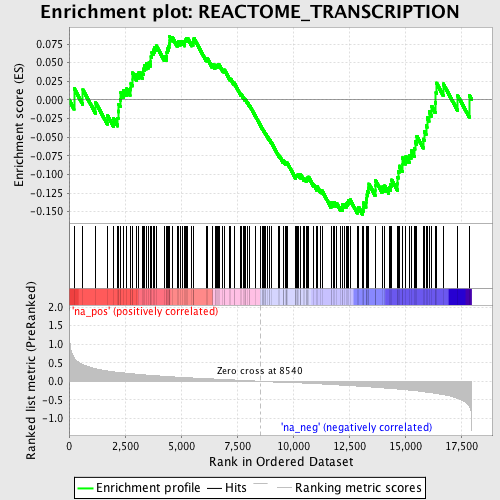 Enrichment plot: REACTOME_TRANSCRIPTION
Enrichment score (ES)
0.075
0.050
0.025
0.000
-0.025
-0.050
-0.075
-0.100
-0.125
-0.150
'na_pos' (positively correlated)
Ranked list metric (PreRanked)
2.0
1.5
1.0
0.5
0.0
-0.5
-1.0
Zero cross at 8540
'na_neg' (negatively correlated)
0
2,500
5,000
7,500
10,000
12,500
15,000
17,500
Rank in Ordered Dataset
Enrichment profile
Hits
Ranking metric scores